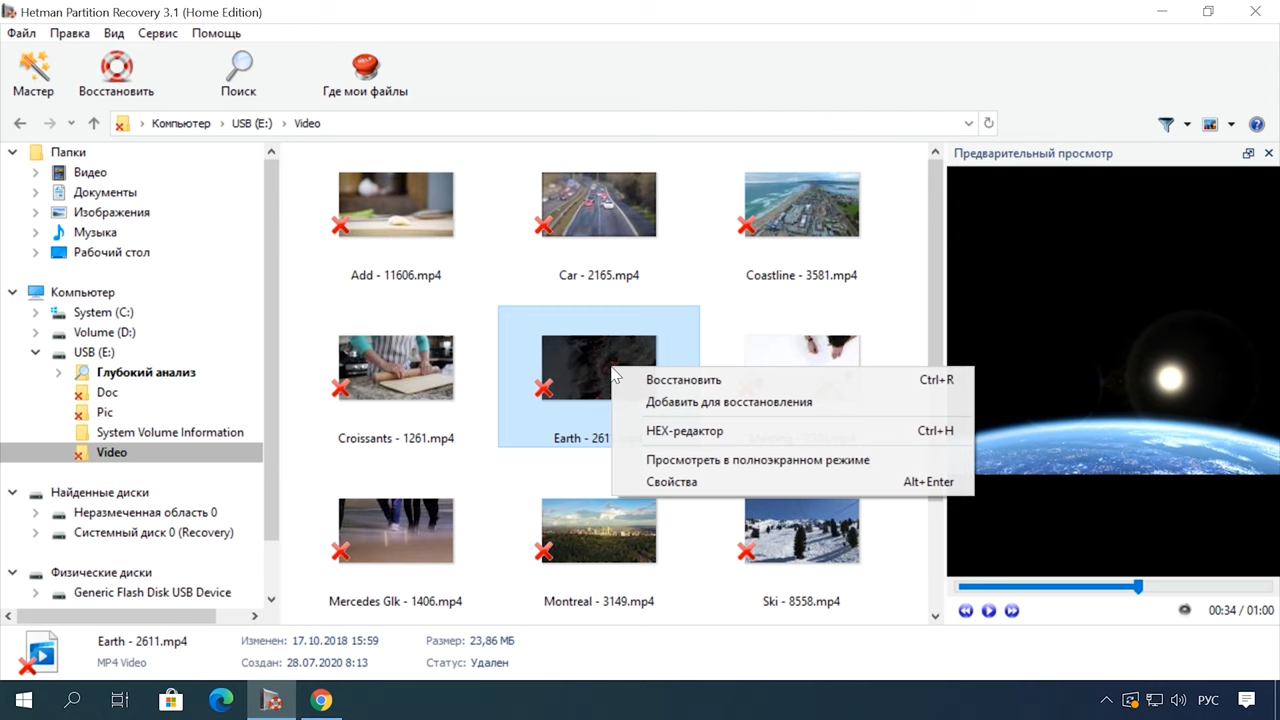 Hetman Partition Recovery 3.1 (Home Edition)
Файл Правка Вид Сервис Помощь
Мастер Восстановить Поиск Где мои файлы
HELP
Компьютер USB (E:) Video
Папки
Видео
Документы
Изображения
Музыка
Рабочий стол
Компьютер
System (C:)
Volume (D:)
USB (E:)
Глубокий анализ
Doc
Pic
System Volume Information
Video
Найденные диски
Неразмеченная область 0
Системный диск 0 (Recovery)
Физические диски
Generic Flash Disk USB Device
Add - 11606.mp4 Car - 2165.mp4 Coastline - 3581.mp4
Croissants - 1261.mp4 Earth - 261
Mercedes Glk - 1406.mp4 Montreal - 3149.mp4 Ski - 8558.mp4
Восстановить Ctrl+R
Добавить для восстановления
HEX-редактор Ctrl+H
Просмотреть в полноэкранном режиме
Свойства Alt+Enter
Предварительный просмотр
00:34 / 01:00
Earth - 2611.mp4 Изменен: 17.10.2018 15:59 Размер: 23,86 МБ
MP4 Video Создан: 28.07.2020 8:13 Статус: Удален
РУС